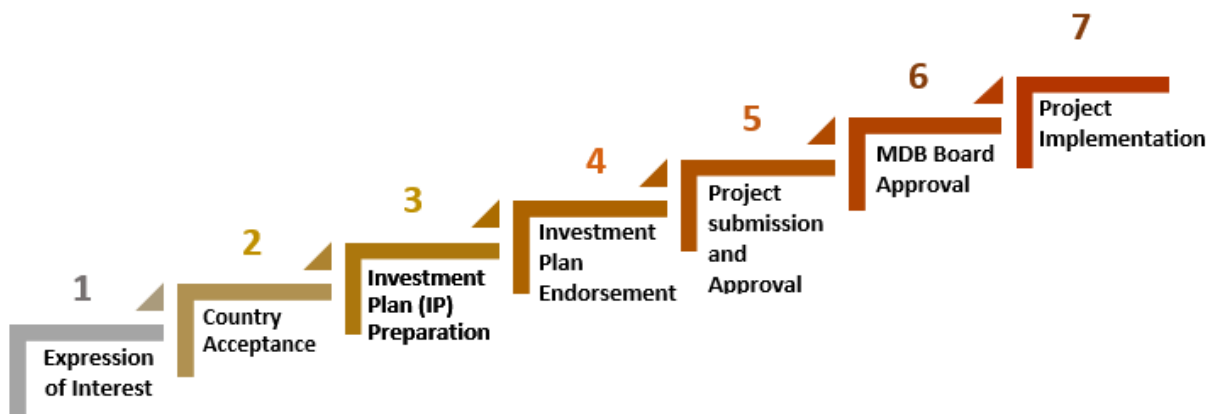 1
Expression
of Interest
2
Country
Acceptance
3
Investment
Plan (IP)
Preparation
4
Investment
Plan
Endorsement
5
Project
submission
and
Approval
6
MDB Board
Approval
7
Project
Implementation